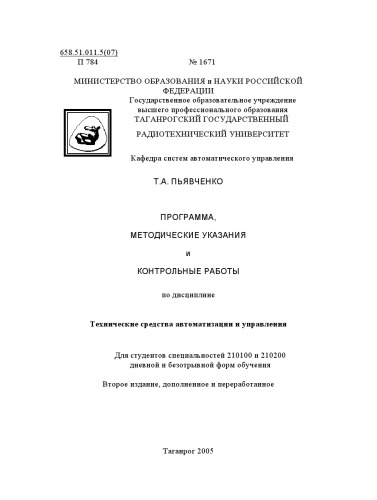 658.51.011.5(07)
П 784 № 1671
МИНИСТЕРСТВО ОБРАЗОВАНИЯ и НАУКИ РОССИЙСКОЙ
ФЕДЕРАЦИИ
Государственное образовательное учреждение
высшего профессионального образования
ТАГАНРОГСКИЙ ГОСУДАРСТВЕННЫЙ
РАДИОТЕХНИЧЕСКИЙ УНИВЕРСИТЕТ
Кафедра систем автоматического управления
Т.А. ПЬЯВЧЕНКО
ПРОГРАММА,
МЕТОДИЧЕСКИЕ УКАЗАНИЯ
и
КОНТРОЛЬНЫЕ РАБОТЫ
по дисциплине
Технические средства автоматизации и управления
Для студентов специальностей 210100 и 210200
дневной и безотрывной форм обучения
Второе издание, дополненное и переработанное
Таганрог 2005